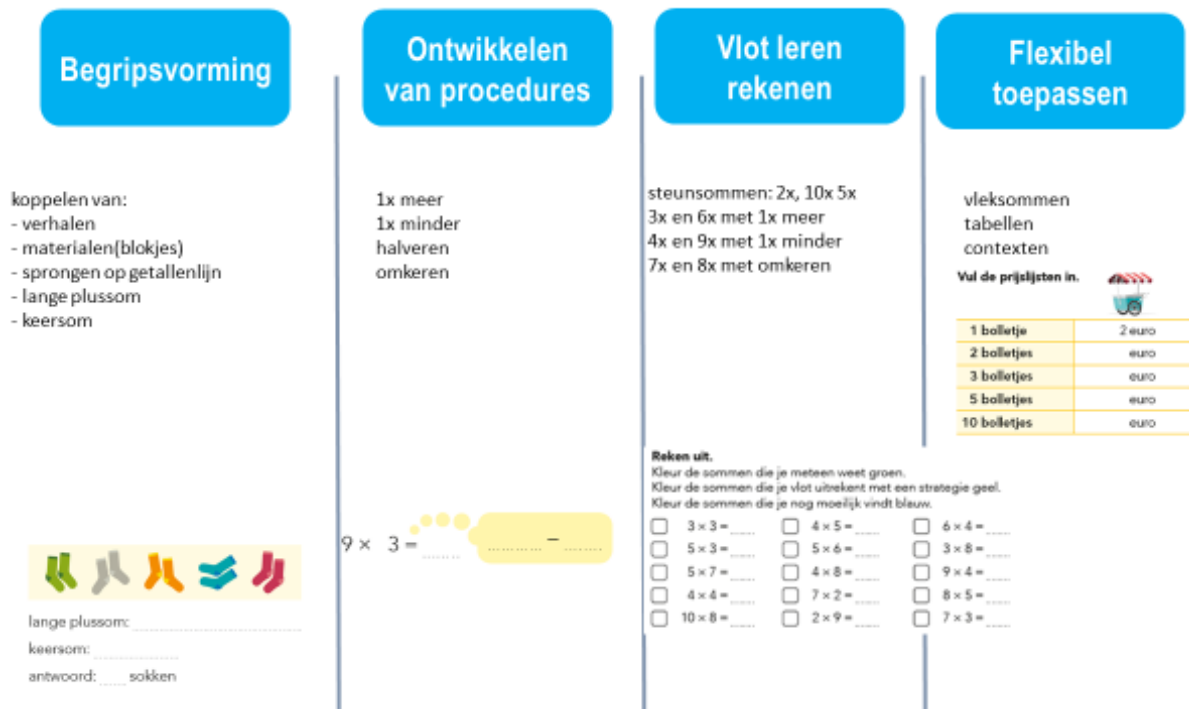 Begripsvorming
koppelen van:
- verhalen
- materialen(blokjes)
- sprongen op getallenlijn
- lange plussom
- keersom
lange plussom:
keersom:
antwoord: sokken
Ontwikkelen
van procedures
1x meer
1x minder
halveren
omkeren
9 × 3 = ........ ........... – ........
Vlot leren
rekenen
steunsommen: 2x, 10x 5x
3x en 6x met 1x meer
4x en 9x met 1x minder
7x en 8x met omkeren
Reken uit.
Kleur de sommen die je meteen weet groen.
Kleur de sommen die je vlot uitrekent met een strategie geel.
Kleur de sommen die je nog moeilijk vindt blauw.
3 × 3 = ...... 4 × 5 = ...... 6 × 4 = ......
5 × 3 = ...... 5 × 6 = ...... 3 × 8 = ......
5 × 7 = ...... 4 × 8 = ...... 9 × 4 = ......
4 × 4 = ...... 7 × 2 = ...... 8 × 5 = ......
10 × 8 = ...... 2 × 9 = ...... 7 × 3 = ......
Flexibel
toepassen
vleksommen
tabellen
contexten
Vul de prijslijsten in.
1 bolletje 2 euro
2 bolletjes euro
3 bolletjes euro
5 bolletjes euro
10 bolletjes euro